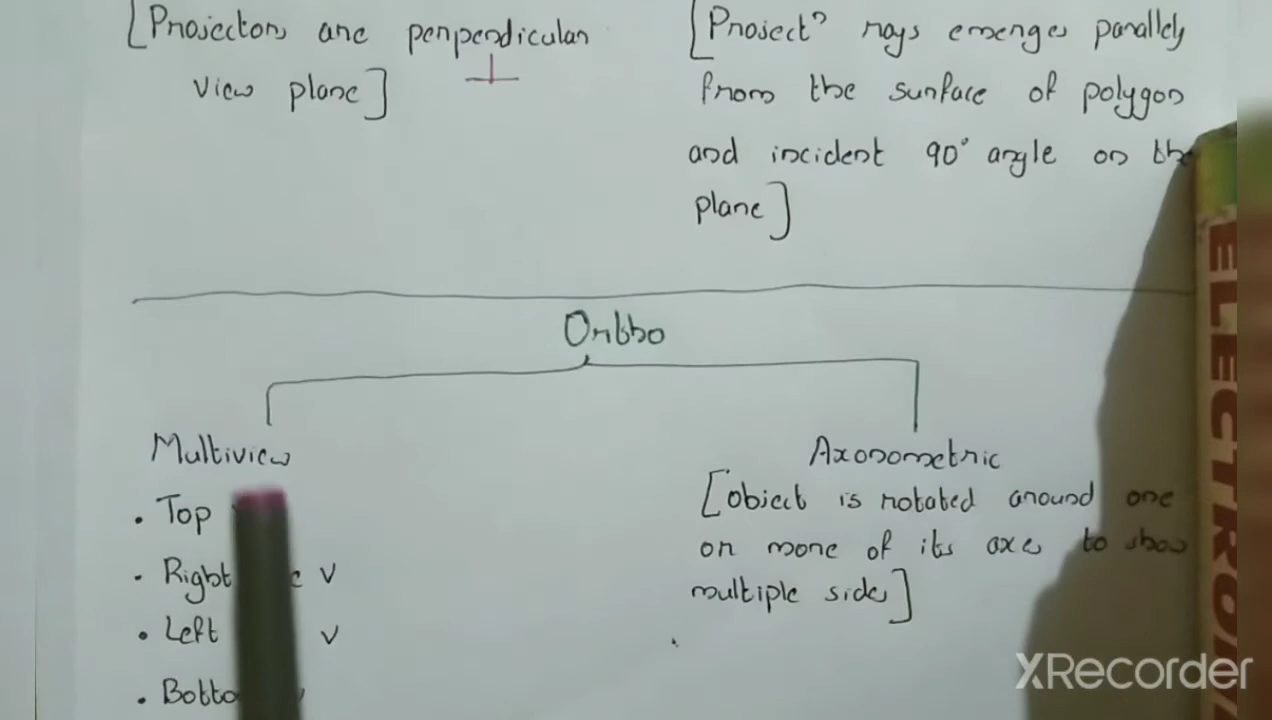 [Projectors are perpendicular
view plane]
[Projectⁿ rays emerges parallely
from the surface of polygon
and incident 90° angle on the
plane]
Ortho
Multiview
• Top
• Right V
• Left V
Axonometric
[object is rotated around one
or more of its axes to show
multiple sides]
ELECTRON
XRecorder